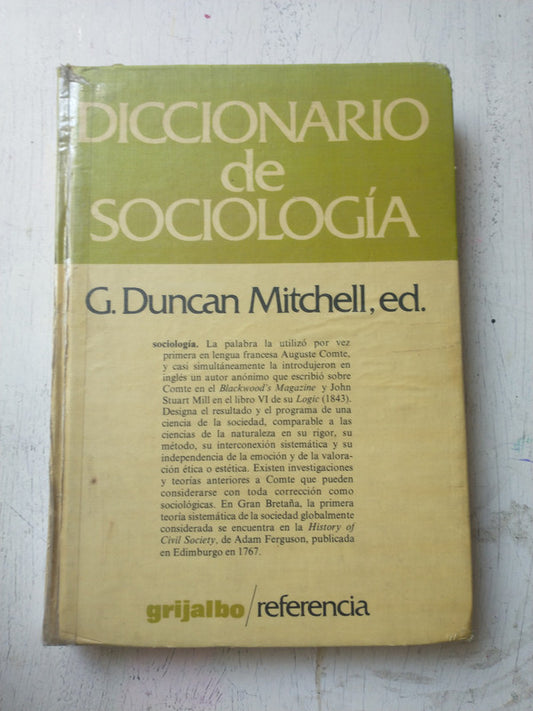 DICCIONARIO
de
SOCIOLOGÍA
G. Duncan Mitchell, ed.
sociología. La palabra la utilizó por vez
primera en lengua francesa Auguste Comte,
y casi simultáneamente la introdujeron en
inglés un autor anónimo que escribió sobre
Comte en el Blackwood's Magazine y John
Stuart Mill en el libro VI de su Logic (1843).
Designa el resultado y el programa de una
ciencia de la sociedad, comparable a las
ciencias de la naturaleza en su rigor, su
método, su interconexión sistemática y su
independencia de la emoción y de la valora-
ción ética o estética. Existen investigaciones
y teorías anteriores a Comte que pueden
considerarse con toda corrección como
sociológicas. En Gran Bretaña, la primera
teoría sistemática de la sociedad globalmente
considerada se encuentra en la History of
Civil Society, de Adam Ferguson, publicada
en Edimburgo en 1767.
grijalbo/referencia